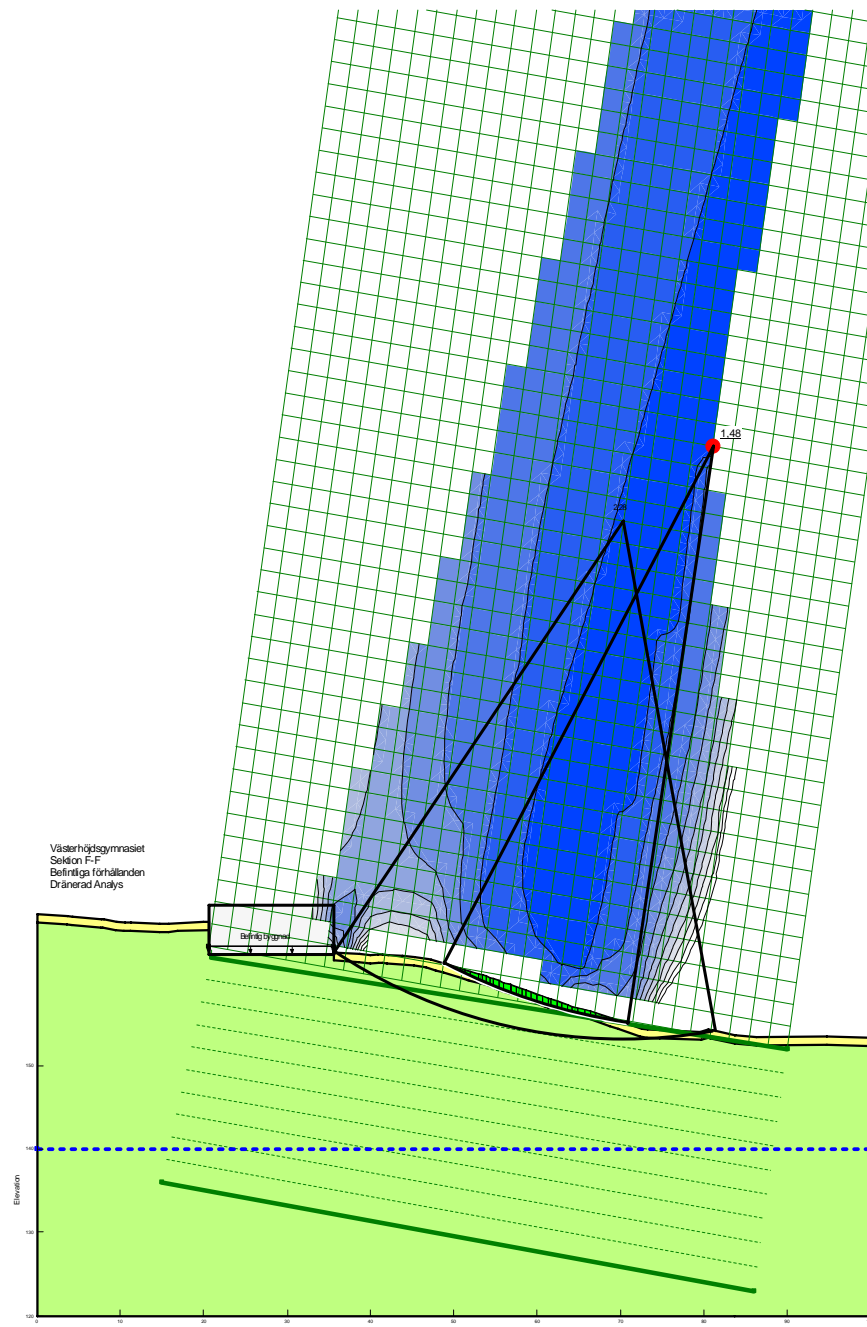 1.48
Västerhöjdsgymnasiet
Sektion F-F
Befintliga förhållanden
Dränerad Analys
Befintlig byggnad
Elevation
150
140
130
120
0 10 20 30 40 50 60 70 80 90